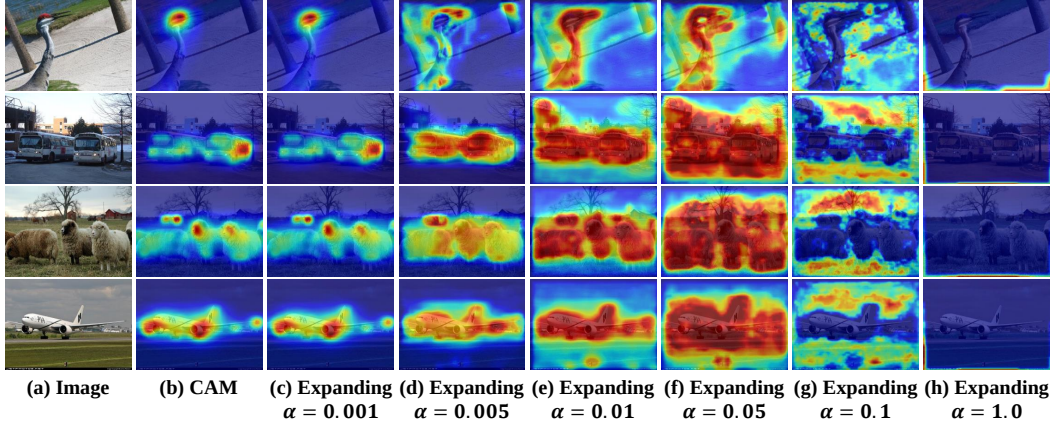 (a) Image (b) CAM (c) Expanding (d) Expanding (e) Expanding (f) Expanding (g) Expanding (h) Expanding
α = 0.001 α = 0.005 α = 0.01 α = 0.05 α = 0.1 α = 1.0